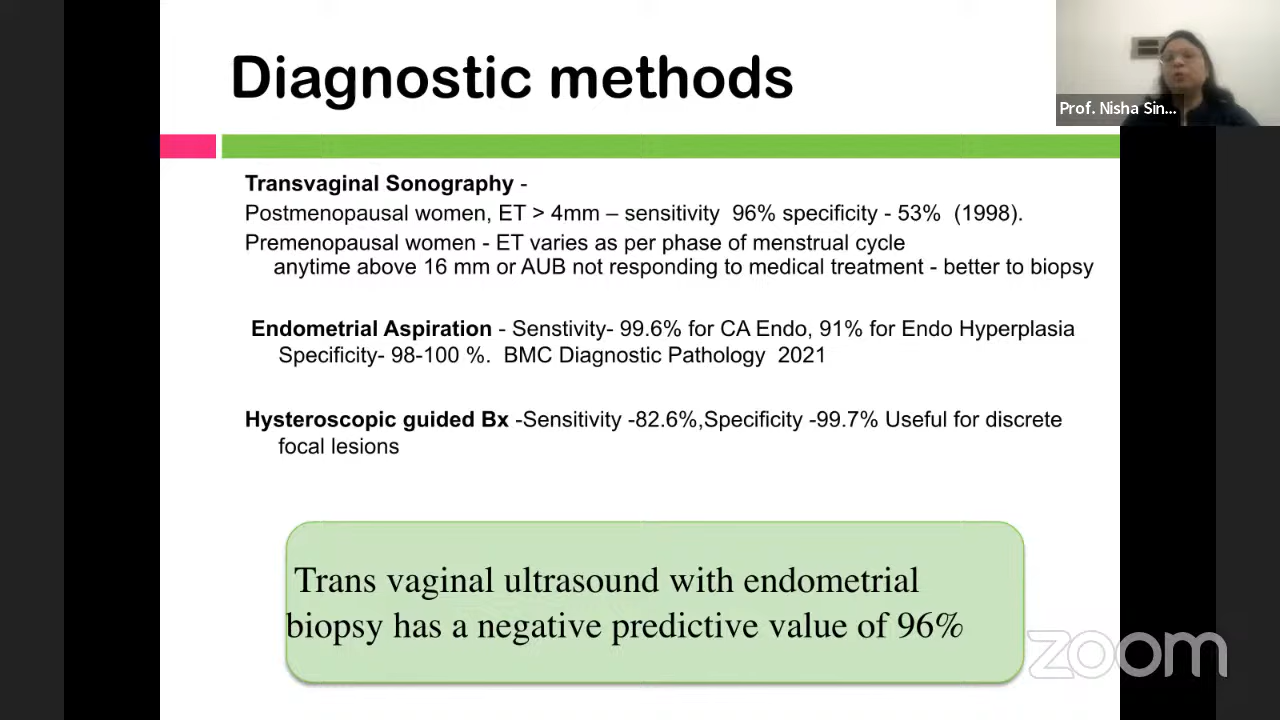 Diagnostic methods
Prof. Nisha Sin...
Transvaginal Sonography -
Postmenopausal women, ET > 4mm – sensitivity 96% specificity - 53% (1998).
Premenopausal women - ET varies as per phase of menstrual cycle
anytime above 16 mm or AUB not responding to medical treatment - better to biopsy
Endometrial Aspiration - Senstivity- 99.6% for CA Endo, 91% for Endo Hyperplasia
Specificity- 98-100 %. BMC Diagnostic Pathology 2021
Hysteroscopic guided Bx -Sensitivity -82.6%,Specificity -99.7% Useful for discrete
focal lesions
Trans vaginal ultrasound with endometrial
biopsy has a negative predictive value of 96%
zoom